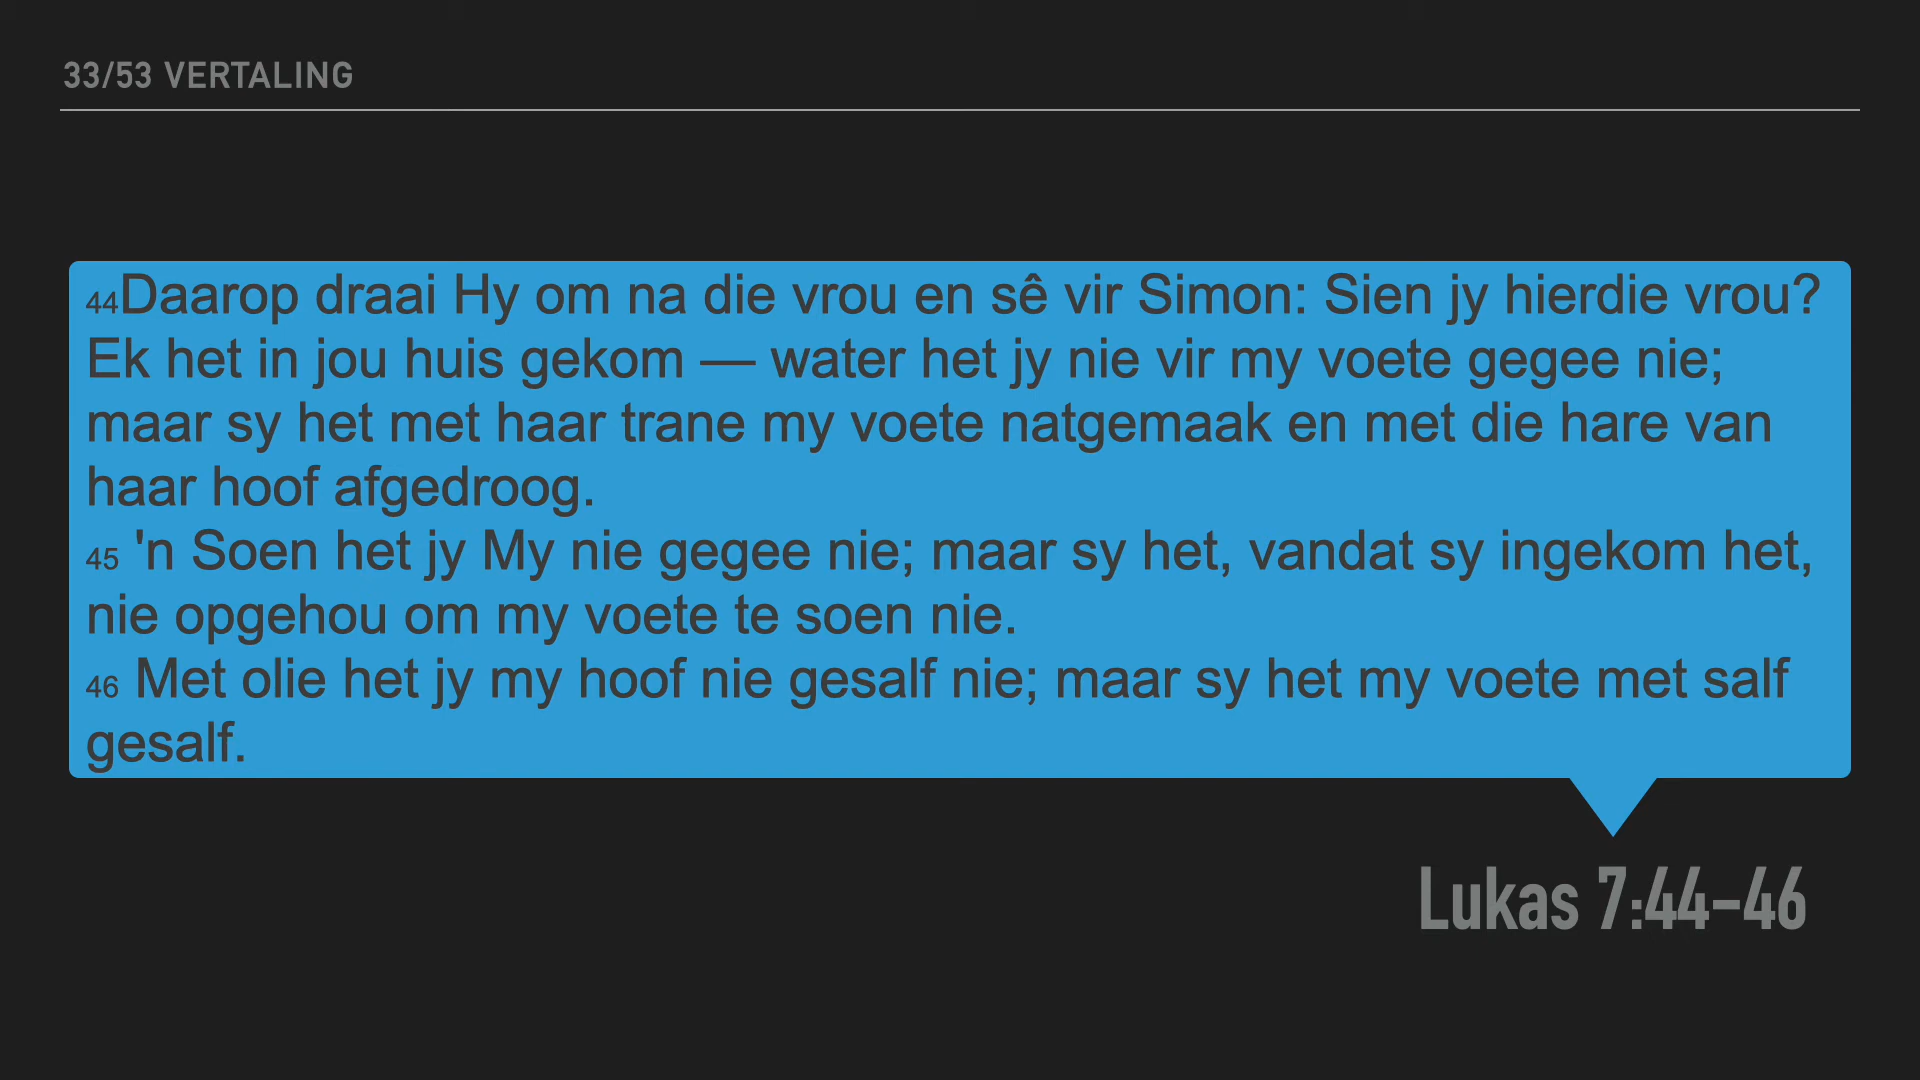 33/53 VERTALING
44Daarop draai Hy om na die vrou en sê vir Simon: Sien jy hierdie vrou?
Ek het in jou huis gekom — water het jy nie vir my voete gegee nie;
maar sy het met haar trane my voete natgemaak en met die hare van
haar hoof afgedroog.
45 'n Soen het jy My nie gegee nie; maar sy het, vandat sy ingekom het,
nie opgehou om my voete te soen nie.
46 Met olie het jy my hoof nie gesalf nie; maar sy het my voete met salf
gesalf.
Lukas 7:44–46